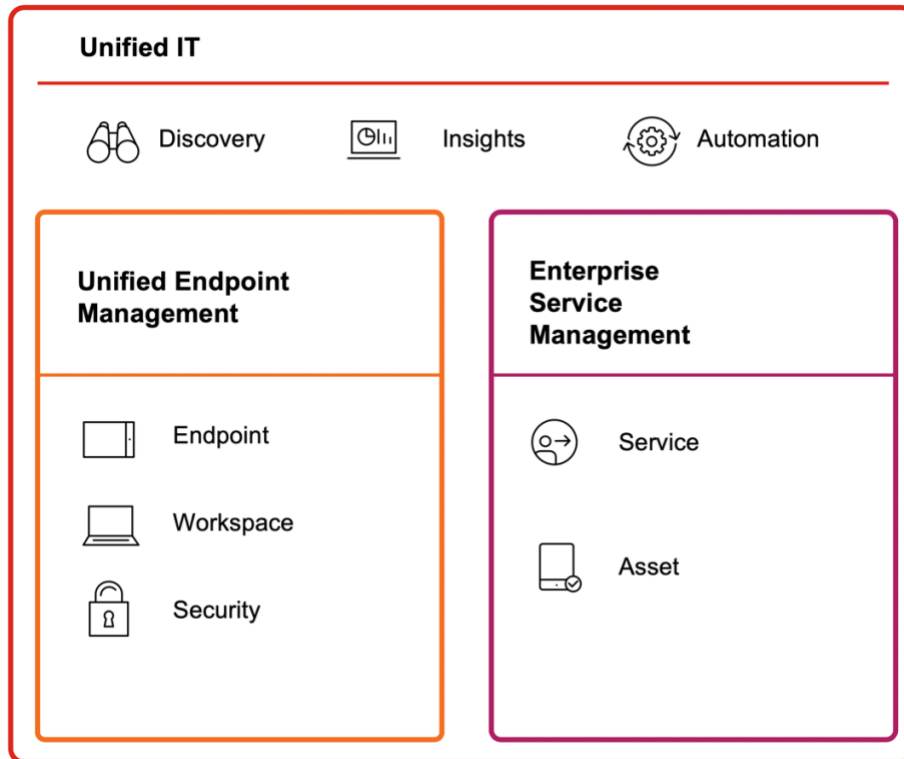 Unified IT
Discovery
Insights
Automation
Unified Endpoint
Management
Endpoint
Workspace
Security
Enterprise
Service
Management
Service
Asset